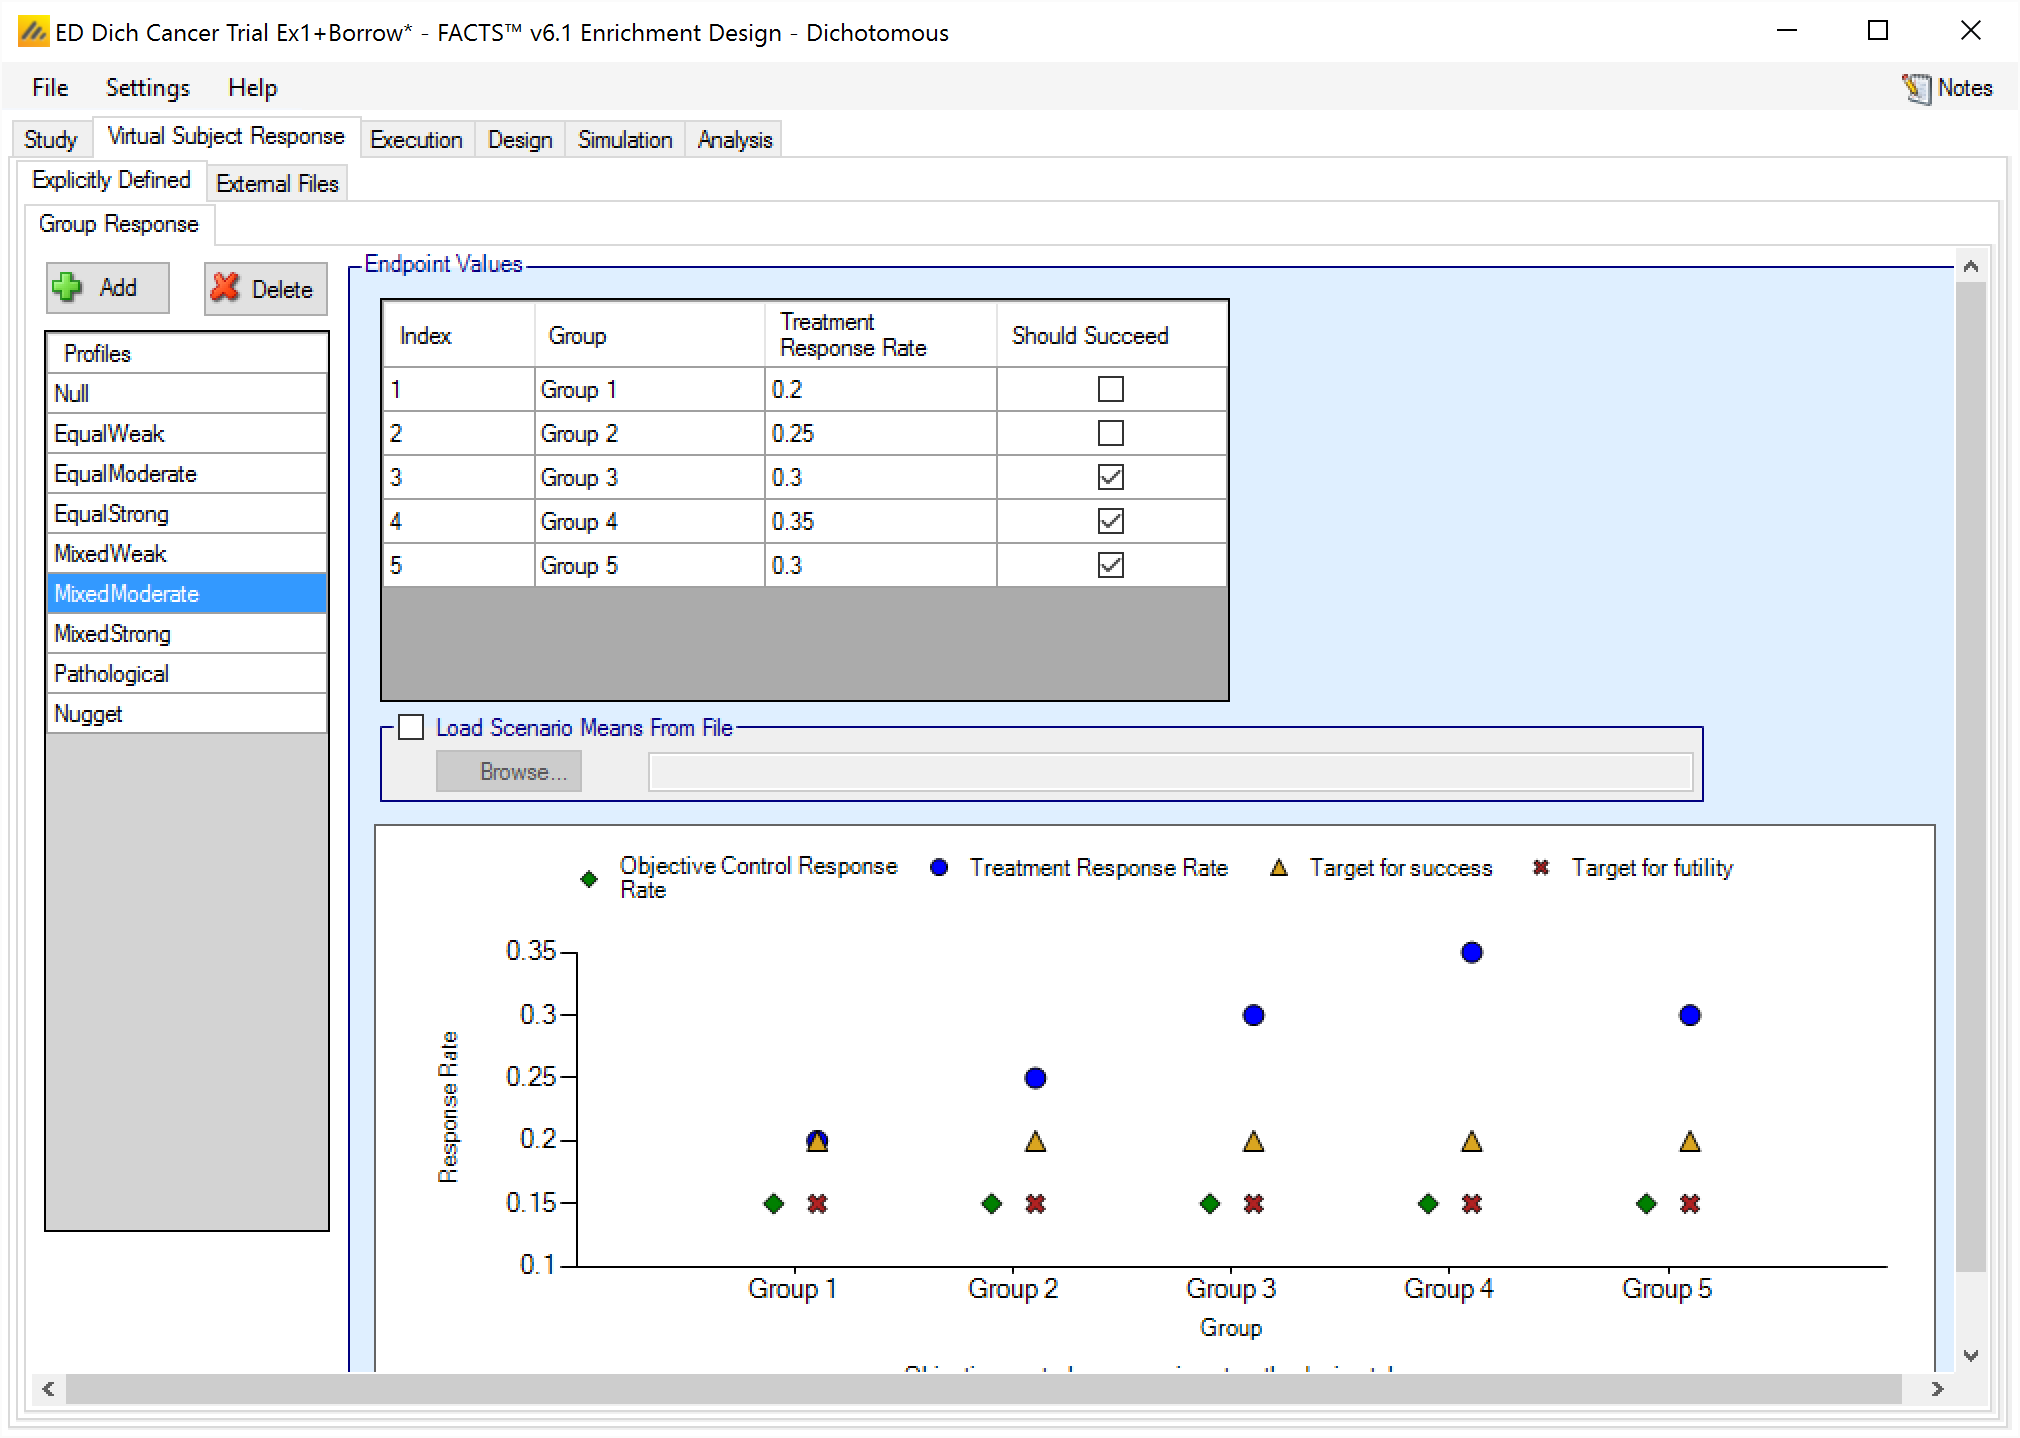 ED Dich Cancer Trial Ex1+Borrow* - FACTS™ v6.1 Enrichment Design - Dichotomous
File Settings Help Notes
Study Virtual Subject Response Execution Design Simulation Analysis
Explicitly Defined External Files
Group Response
Add Delete
Profiles
Null
EqualWeak
EqualModerate
EqualStrong
MixedWeak
MixedModerate
MixedStrong
Pathological
Nugget
Endpoint Values
Index Group Treatment Response Rate Should Succeed
1 Group 1 0.2
2 Group 2 0.25
3 Group 3 0.3
4 Group 4 0.35
5 Group 5 0.3
Load Scenario Means From File
Browse...
Objective Control Response
Rate
Treatment Response Rate
Target for success
Target for futility
Response Rate
0.35
0.3
0.25
0.2
0.15
0.1
Group 1 Group 2 Group 3 Group 4 Group 5
Group